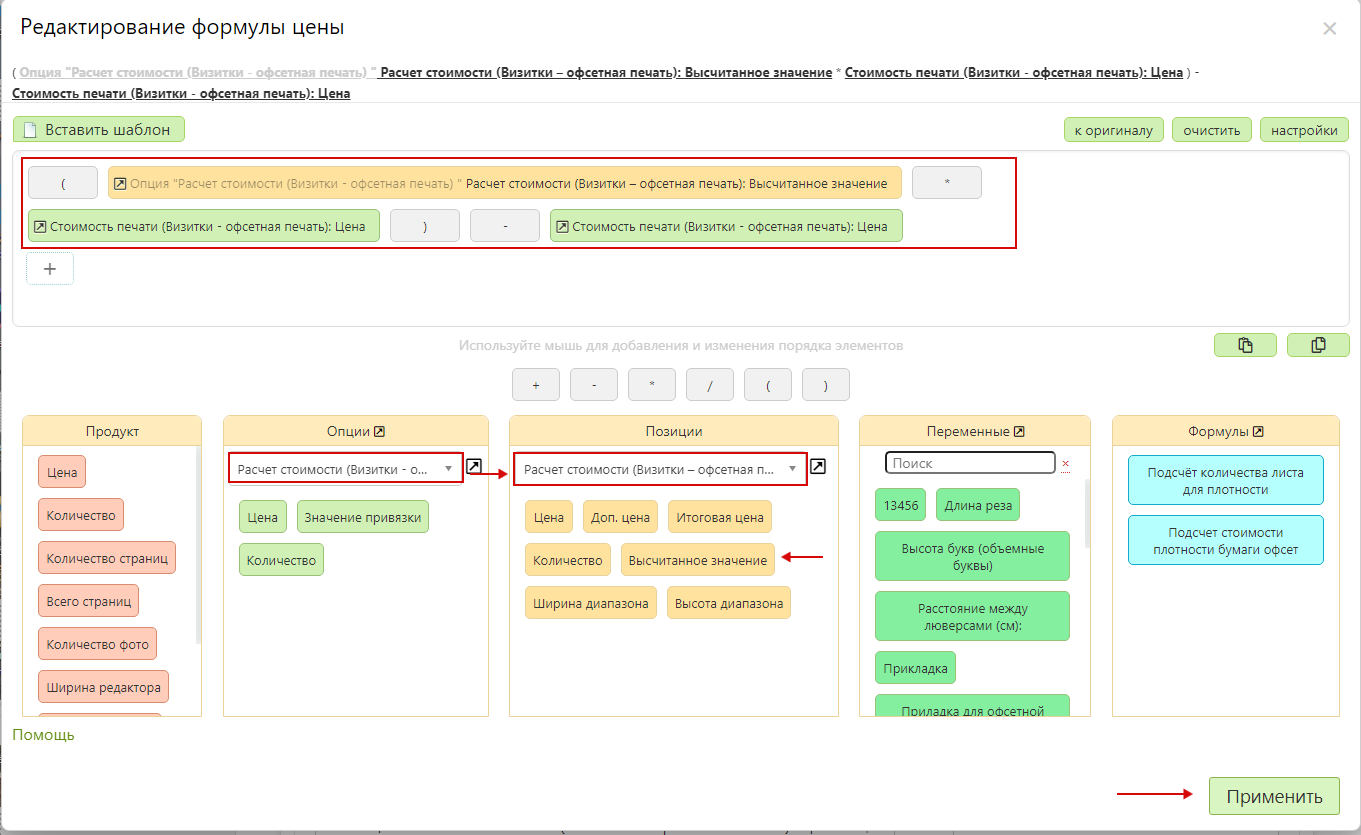 Редактирование формулы цены
×
( Опция "Расчет стоимости (Визитки - офсетная печать) " Расчет стоимости (Визитки – офсетная печать): Высчитанное значение * Стоимость печати (Визитки - офсетная печать): Цена ) -
Стоимость печати (Визитки - офсетная печать): Цена
Вставить шаблон
к оригиналу очистить настройки
( Опция "Расчет стоимости (Визитки - офсетная печать) " Расчет стоимости (Визитки – офсетная печать): Высчитанное значение *
Стоимость печати (Визитки - офсетная печать): Цена ) - Стоимость печати (Визитки - офсетная печать): Цена
+
Используйте мышь для добавления и изменения порядка элементов
+ - * / ( )
Продукт
Цена
Количество
Количество страниц
Всего страниц
Количество фото
Ширина редактора
Опции
Расчет стоимости (Визитки - о...
Цена Значение привязки
Количество
Позиции
Расчет стоимости (Визитки – офсетная п...
Цена Доп. цена Итоговая цена
Количество Высчитанное значение
Ширина диапазона Высота диапазона
Переменные
Поиск ×
13456 Длина реза
Высота букв (объемные
буквы)
Расстояние между
люверсами (см):
Прикладка
Приладка для офсетной
Формулы
Подсчёт количества листа
для плотности
Подсчет стоимости
плотности бумаги офсет
Помощь
Применить